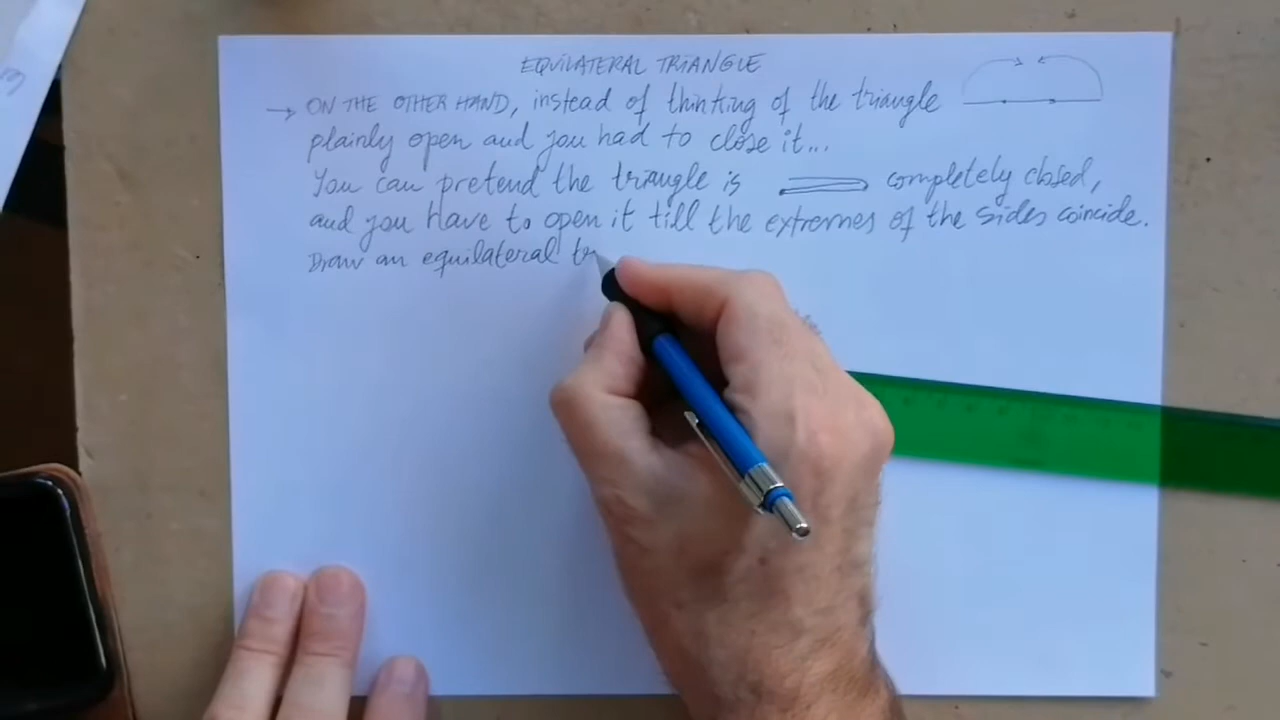 EQUILATERAL TRIANGLE
→ ON THE OTHER HAND, instead of thinking of the triangle
plainly open and you had to close it...
You can pretend the triangle is completely closed,
and you have to open it till the extremes of the sides coincide.
Draw an equilateral tr